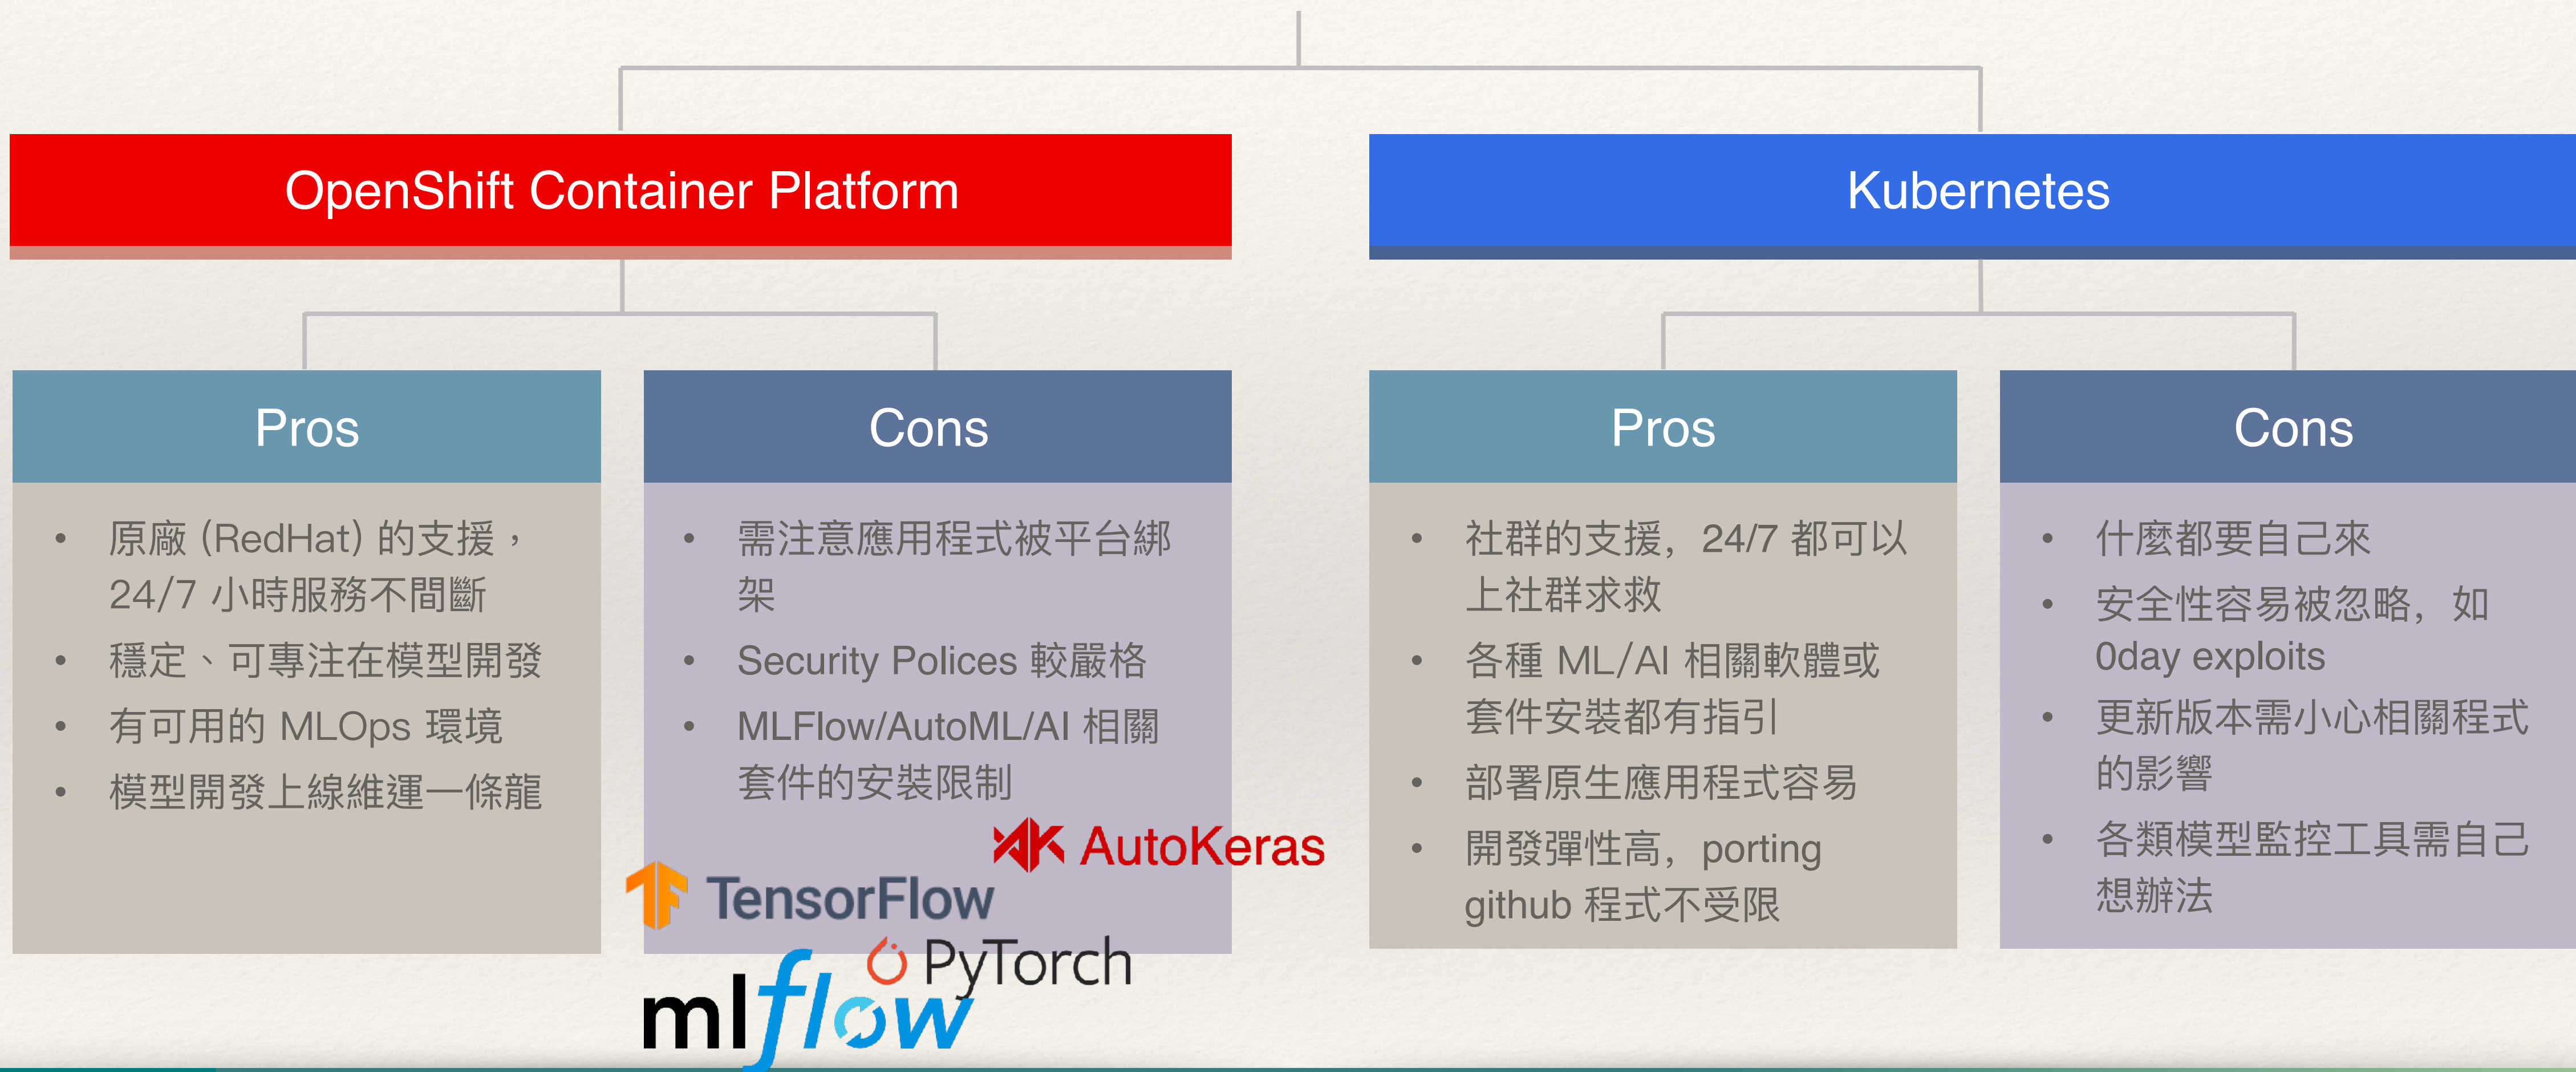 OpenShift Container Platform
Pros
• 原廠 (RedHat) 的支援，
24/7 小時服務不間斷
• 穩定、可專注在模型開發
• 有可用的 MLOps 環境
• 模型開發上線維運一條龍
Cons
• 需注意應用程式被平台綁
架
• Security Polices 較嚴格
• MLFlow/AutoML/AI 相關
套件的安裝限制
AutoKeras
TensorFlow
PyTorch
mlflow
Kubernetes
Pros
• 社群的支援，24/7 都可以
上社群求救
• 各種 ML/AI 相關軟體或
套件安裝都有指引
• 部署原生應用程式容易
• 開發彈性高，porting
github 程式不受限
Cons
• 什麼都要自己來
• 安全性容易被忽略，如
0day exploits
• 更新版本需小心相關程式
的影響
• 各類模型監控工具需自己
想辦法